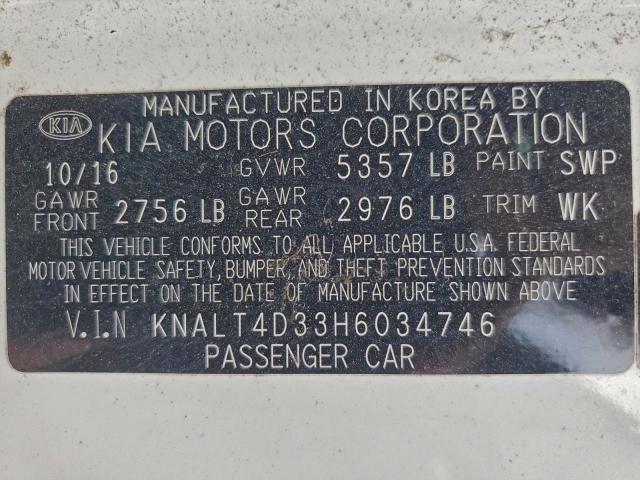 MANUFACTURED IN KOREA BY
KIA KIA MOTORS CORPORATION
10/16 GVWR 5357 LB PAINT SWP
GAWR FRONT 2756 LB GAWR REAR 2976 LB TRIM WK
THIS VEHICLE CONFORMS TO ALL APPLICABLE U.S.A. FEDERAL
MOTOR VEHICLE SAFETY, BUMPER, AND THEFT PREVENTION STANDARDS
IN EFFECT ON THE DATE OF MANUFACTURE SHOWN ABOVE
V.I.N KNALT4D33H6034746
PASSENGER CAR